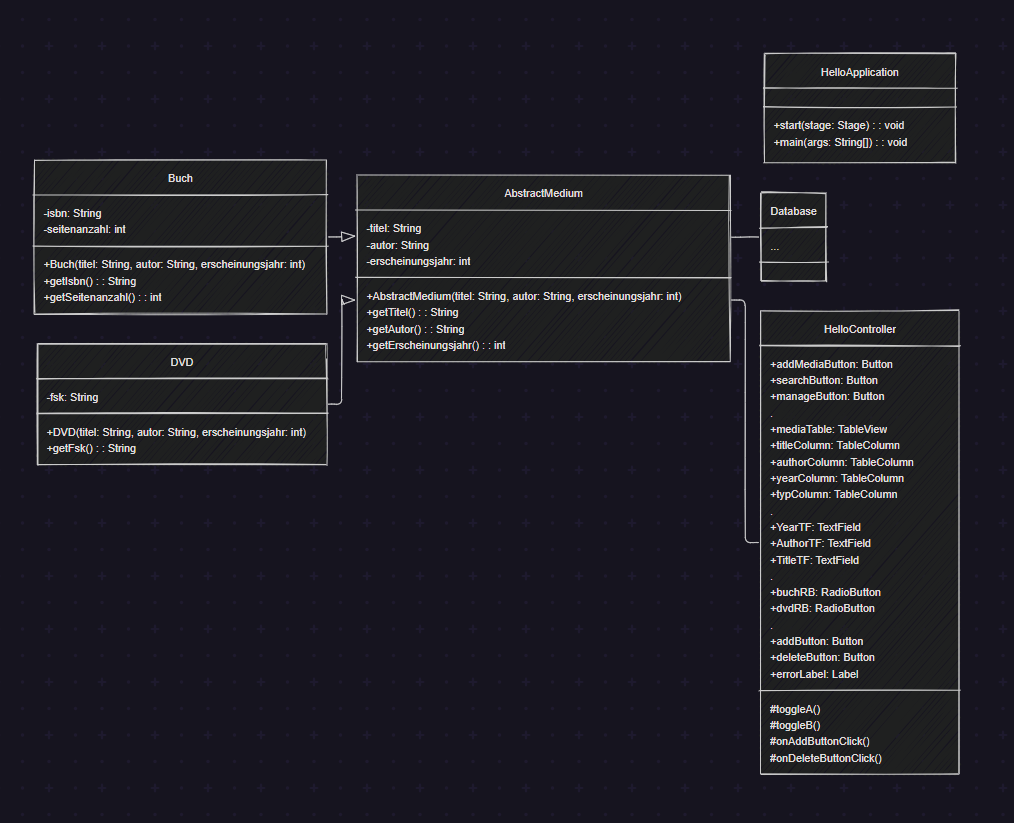 HelloApplication
+start(stage: Stage) : : void
+main(args: String[]) : : void
Buch
-isbn: String
-seitenanzahl: int
+Buch(titel: String, autor: String, erscheinungsjahr: int)
+getIsbn() : : String
+getSeitenanzahl() : : int
AbstractMedium
-titel: String
-autor: String
-erscheinungsjahr: int
+AbstractMedium(titel: String, autor: String, erscheinungsjahr: int)
+getTitel() : : String
+getAutor() : : String
+getErscheinungsjahr() : : int
Database
...
DVD
-fsk: String
+DVD(titel: String, autor: String, erscheinungsjahr: int)
+getFsk() : : String
HelloController
+addMediaButton: Button
+searchButton: Button
+manageButton: Button
.
+mediaTable: TableView
+titleColumn: TableColumn
+authorColumn: TableColumn
+yearColumn: TableColumn
+typColumn: TableColumn
.
+YearTF: TextField
+AuthorTF: TextField
+TitleTF: TextField
.
+buchRB: RadioButton
+dvdRB: RadioButton
.
+addButton: Button
+deleteButton: Button
+errorLabel: Label
#toggleA()
#toggleB()
#onAddButtonClick()
#onDeleteButtonClick()